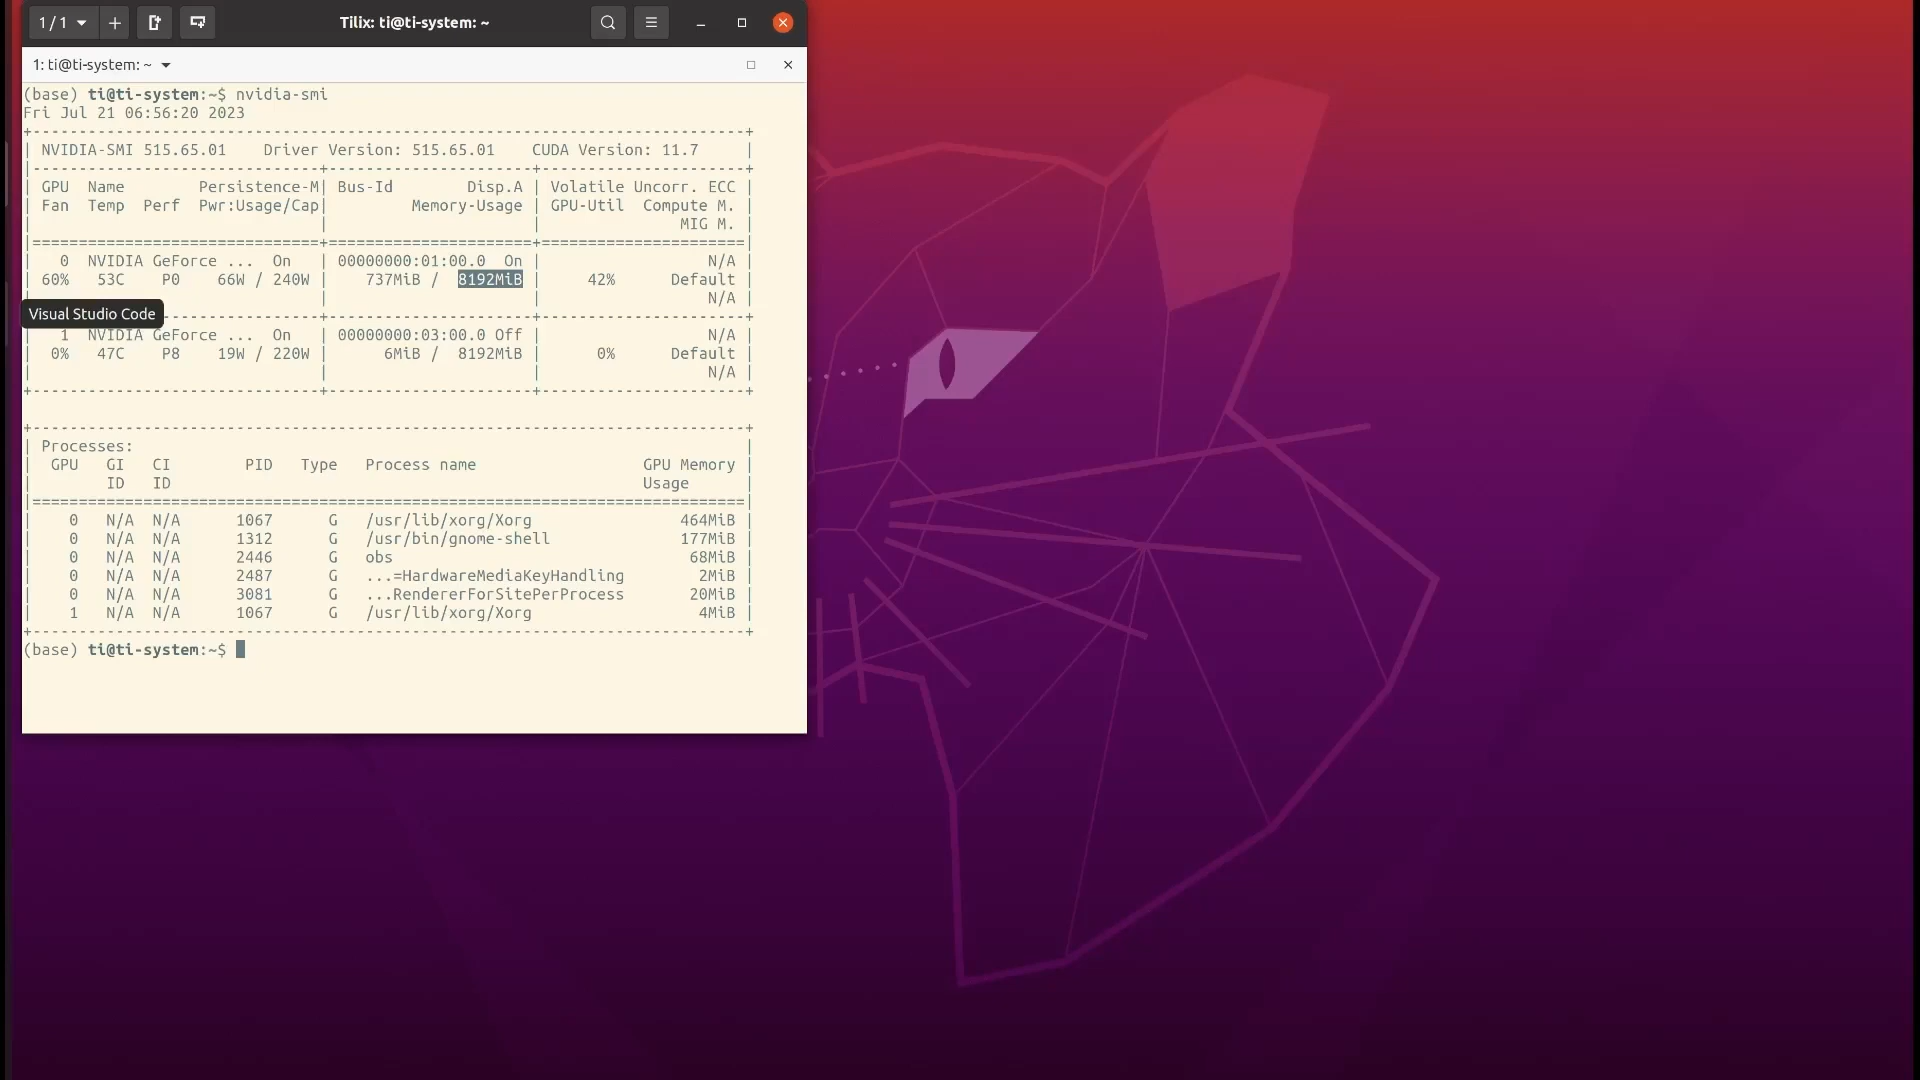 1 / 1
Tilix: ti@ti-system: ~
1: ti@ti-system: ~
(base) ti@ti-system:~$ nvidia-smi
Fri Jul 21 06:56:20 2023
+-----------------------------------------------------------------------------+
| NVIDIA-SMI 515.65.01    Driver Version: 515.65.01    CUDA Version: 11.7     |
|-------------------------------+----------------------+----------------------+
| GPU  Name        Persistence-M| Bus-Id        Disp.A | Volatile Uncorr. ECC |
| Fan  Temp  Perf  Pwr:Usage/Cap|         Memory-Usage | GPU-Util  Compute M. |
|                               |                      |               MIG M. |
|===============================+======================+======================|
|   0  NVIDIA GeForce ...  On   | 00000000:01:00.0  On |                  N/A |
| 60%   53C    P0    66W / 240W |    737MiB /  8192MiB |     42%      Default |
|                               |                      |                  N/A |
Visual Studio Code
+-------------------------------+----------------------+----------------------+
|   1  NVIDIA GeForce ...  On   | 00000000:03:00.0 Off |                  N/A |
|  0%   47C    P8    19W / 220W |      6MiB /  8192MiB |      0%      Default |
|                               |                      |                  N/A |
+-------------------------------+----------------------+----------------------+
+-----------------------------------------------------------------------------+
| Processes:                                                                  |
|  GPU   GI   CI        PID   Type   Process name                  GPU Memory |
|        ID   ID                                                   Usage      |
|=============================================================================|
|    0   N/A  N/A      1067      G   /usr/lib/xorg/Xorg                464MiB |
|    0   N/A  N/A      1312      G   /usr/bin/gnome-shell              177MiB |
|    0   N/A  N/A      2446      G   obs                                68MiB |
|    0   N/A  N/A      2487      G   ...=HardwareMediaKeyHandling        2MiB |
|    0   N/A  N/A      3081      G   ...RendererForSitePerProcess       20MiB |
|    1   N/A  N/A      1067      G   /usr/lib/xorg/Xorg                  4MiB |
+-----------------------------------------------------------------------------+
(base) ti@ti-system:~$